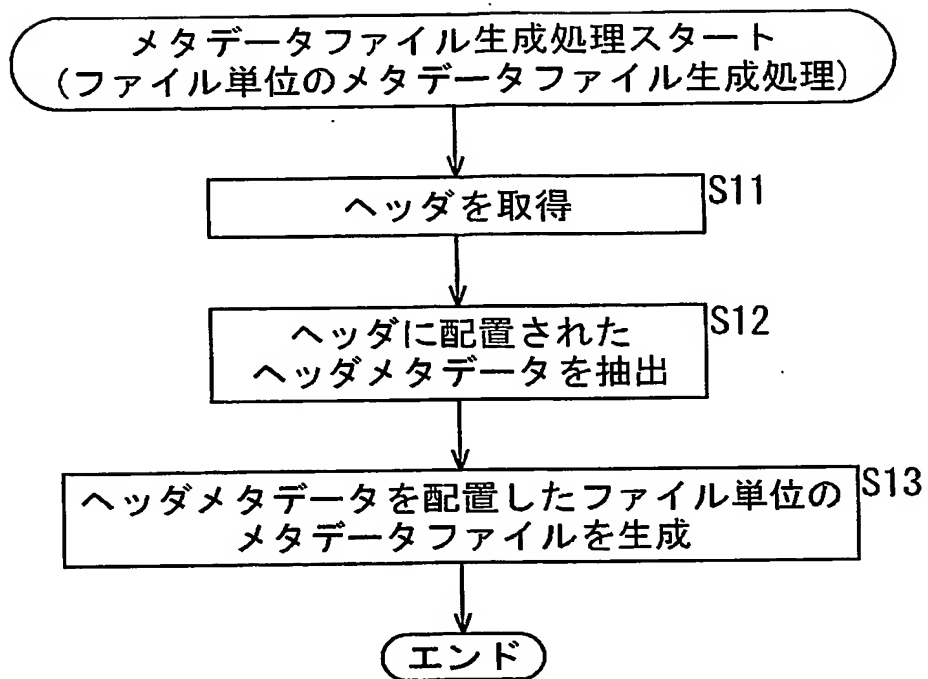 メタデータファイル生成処理スタート
(ファイル単位のメタデータファイル生成処理)
ヘッダを取得
S11
ヘッダに配置された
ヘッダメタデータを抽出
S12
ヘッダメタデータを配置したファイル単位の
メタデータファイルを生成
S13
エンド